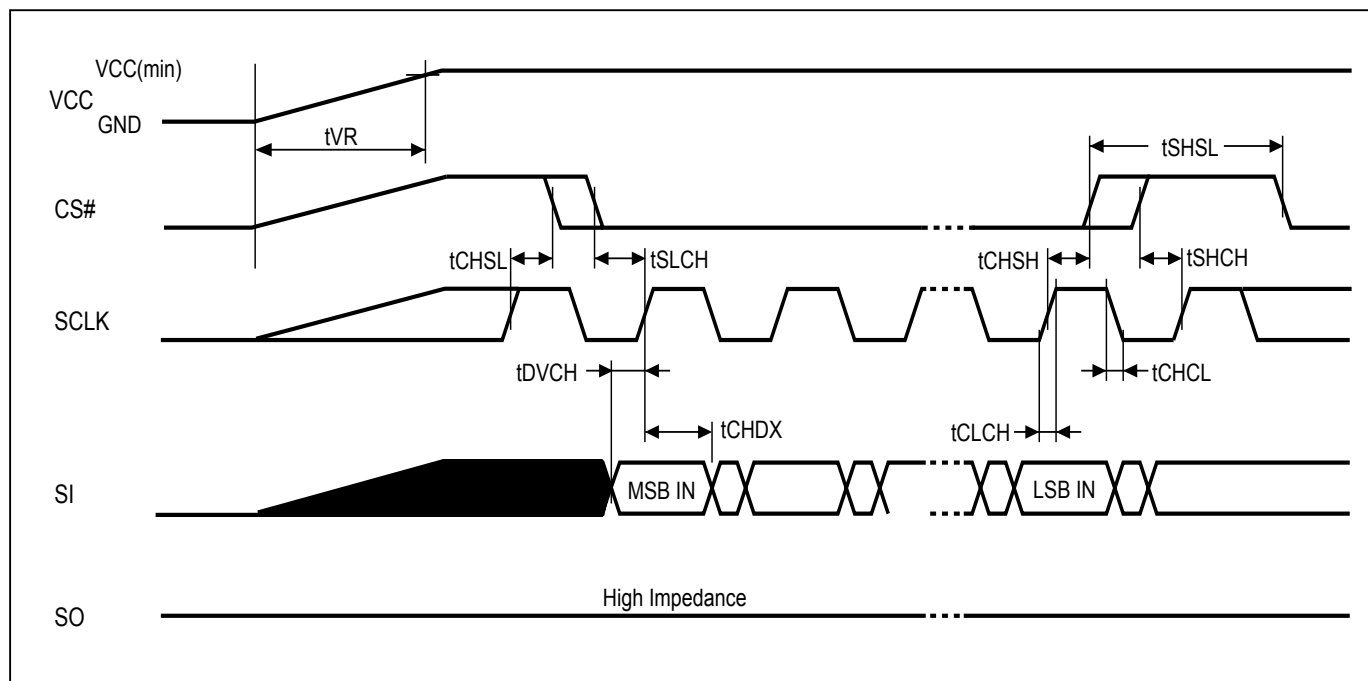 VCC(min)
VCC
GND
tVR
tSHSL
CS#
tCHSL
tSLCH
tCHSH
tSHCH
SCLK
tDVCH
tCHCL
tCHDX
tCLCH
SI
MSB IN
LSB IN
High Impedance
SO